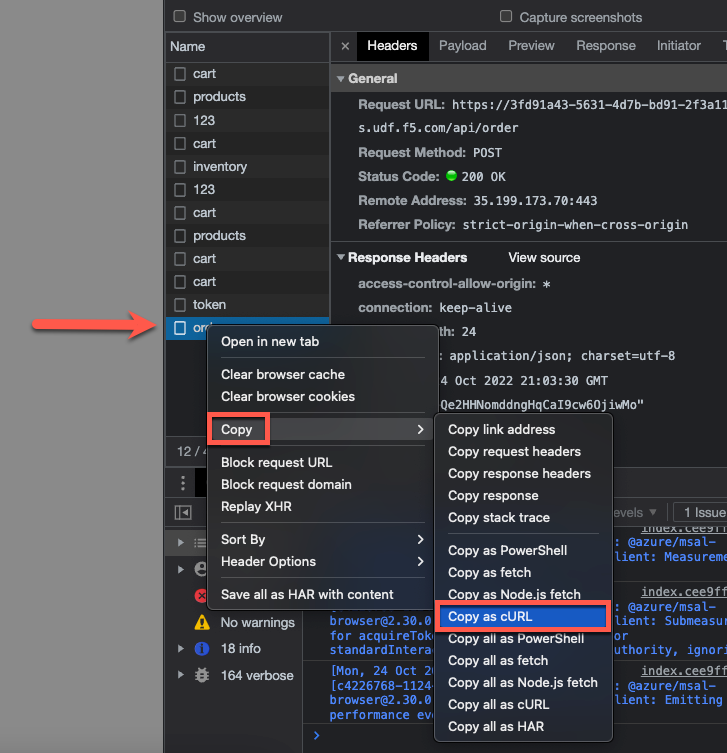 Show overview
Capture screenshots
Name
Headers
Payload
Preview
Response
Initiator
cart
products
123
cart
inventory
123
cart
products
cart
cart
token
General
Request URL: https://3fd91a43-5631-4d7b-bd91-2f3a11
s.udf.f5.com/api/order
Request Method: POST
Status Code: 200 OK
Remote Address: 35.199.173.70:443
Referrer Policy: strict-origin-when-cross-origin
Response Headers
View source
access-control-allow-origin: *
connection: keep-alive
th: 24
: application/json; charset=utf-8
4 Oct 2022 21:03:30 GMT
Qe2HHNomddngHqCaI9cw6OjiwMo"
Open in new tab
Clear browser cache
Clear browser cookies
Copy
Block request URL
Block request domain
Replay XHR
Sort By
Header Options
Save all as HAR with content
Copy link address
Copy request headers
Copy response headers
Copy response
Copy stack trace
Copy as PowerShell
Copy as fetch
Copy as Node.js fetch
Copy as cURL
Copy all as PowerShell
Copy all as fetch
Copy all as Node.js fetch
Copy all as cURL
Copy all as HAR
12 /
No warnings
18 info
164 verbose
evels
1 Issue
index.cee9ff
: @azure/msal-
lient: Measurem
index.cee9ff
browser@2.30.0
lient: Submeasu
for acquireTok
or
standardIntera
uthority, ignori
[Mon, 24 Oct 20
index.cee9ff
[c4226768-1124-
: @azure/msal-
browser@2.30.0
lient: Emitting
performance eve